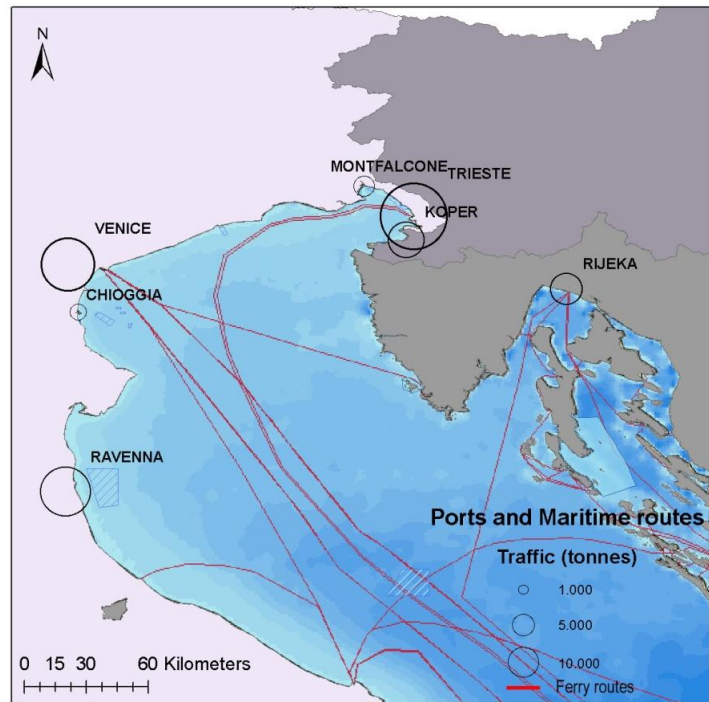 N
MONTFALCONE
TRIESTE
KOPER
VENICE
RIJEKA
CHIOGGIA
RAVENNA
Ports and Maritime routes
Traffic (tonnes)
1.000
5.000
10.000
Ferry routes
0 15 30 60 Kilometers